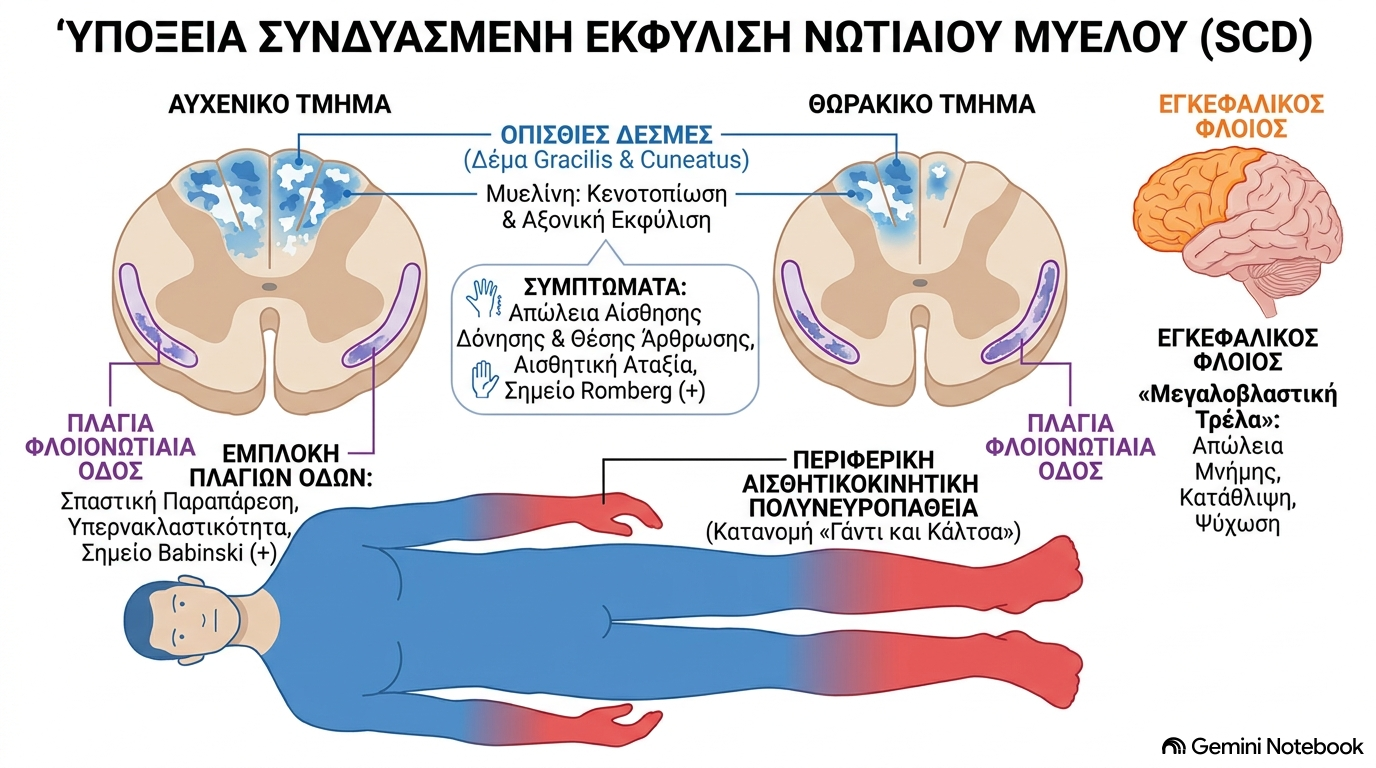 ‘ΥΠΟΞΕΙΑ ΣΥΝΔΥΑΣΜΕΝΗ ΕΚΦΥΛΙΣΗ ΝΩΤΙΑΙΟΥ ΜΥΕΛΟΥ (SCD)
ΑΥΧΕΝΙΚΟ ΤΜΗΜΑ
ΟΠΙΣΘΙΕΣ ΔΕΣΜΕΣ
(Δέμα Gracilis & Cuneatus)
Μυελίνη: Κενοτοπίωση
& Αξονική Εκφύλιση
ΣΥΜΠΤΩΜΑΤΑ:
Απώλεια Αίσθησης
Δόνησης & Θέσης Άρθρωσης,
Αισθητική Αταξία,
Σημείο Romberg (+)
ΘΩΡΑΚΙΚΟ ΤΜΗΜΑ
ΕΓΚΕΦΑΛΙΚΟΣ
ΦΛΟΙΟΣ
ΕΓΚΕΦΑΛΙΚΟΣ
ΦΛΟΙΟΣ
«Μεγαλοβλαστική
Τρέλα»:
Απώλεια
Μνήμης,
Κατάθλιψη,
Ψύχωση
ΠΛΑΓΙΑ
ΦΛΟΙΟΝΩΤΙΑΙΑ
ΟΔΟΣ
ΕΜΠΛΟΚΗ
ΠΛΑΓΙΩΝ ΟΔΩΝ:
Σπαστική Παραπάρεση,
Υπερνακλαστικότητα,
Σημείο Babinski (+)
ΠΕΡΙΦΕΡΙΚΗ
ΑΙΣΘΗΤΙΚΟΚΙΝΗΤΙΚΗ
ΠΟΛΥΝΕΥΡΟΠΑΘΕΙΑ
(Κατανομή «Γάντι και Κάλτσα»)
ΠΛΑΓΙΑ
ΦΛΟΙΟΝΩΤΙΑΙΑ
ΟΔΟΣ
Gemini Notebook